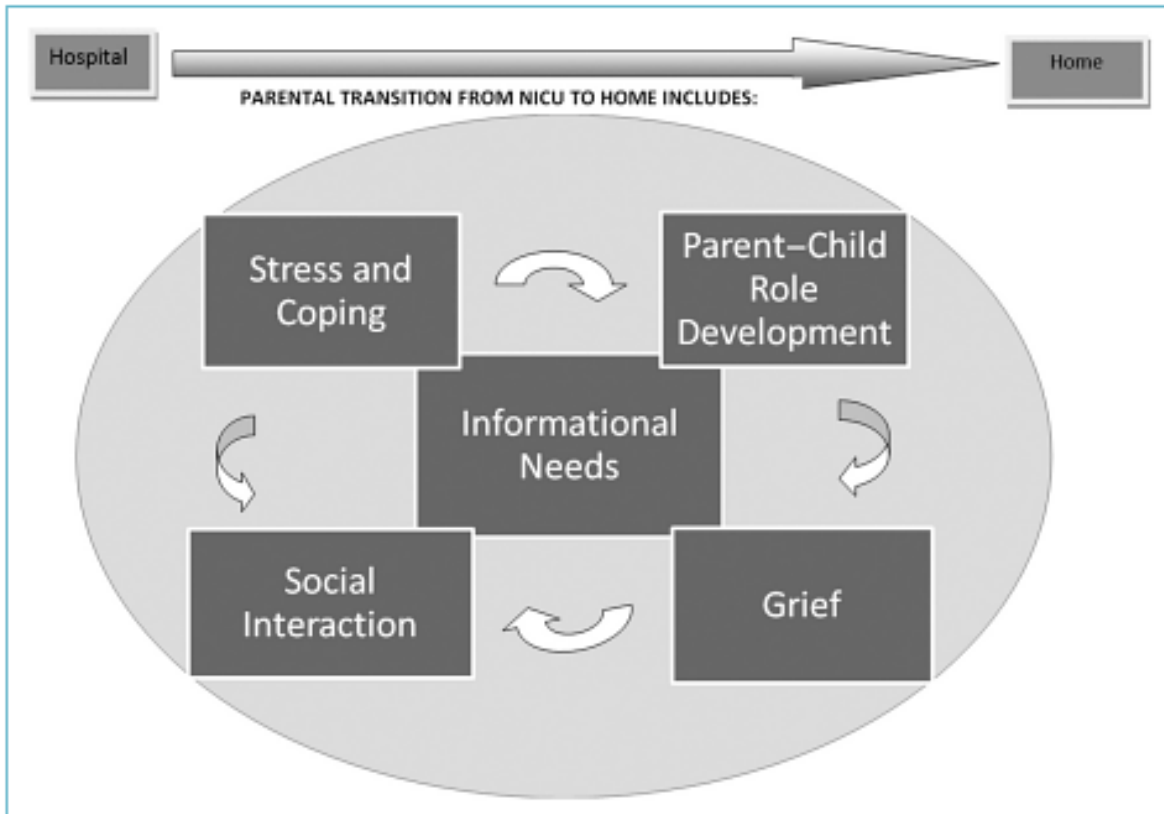 Hospital
Home
PARENTAL TRANSITION FROM NICU TO HOME INCLUDES:
Stress and
Coping
Parent–Child
Role
Development
Informational
Needs
Social
Interaction
Grief